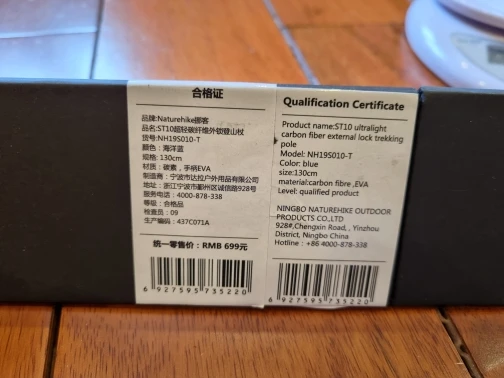 合格证
品牌:Naturehike挪客
品名:ST10超轻碳纤维外锁登山杖
货号:NH19S010-T
颜色：海洋蓝
规格: 130cm
材质：碳素，手柄EVA
制造商：宁波市达拉户外用品有限公司
地址：浙江宁波市鄞州区诚信路928号
服务电话：4000-878-338
等级：合格品
检查员：09
生产编码：437C071A
统一零售价：RMB 699元
6 927595 735220
Qualification Certificate
Product name:ST10 ultralight
carbon fiber external lock trekking
pole
Model: NH19S010-T
Color: blue
size:130cm
material:carbon fibre ,EVA
Level: qualified product
NINGBO NATUREHIKE OUTDOOR
PRODUCTS CO.,LTD
928#,Chengxin Road, , Yinzhou
District, Ningbo China
Hotline：+86 4000-878-338
6 927595 735220